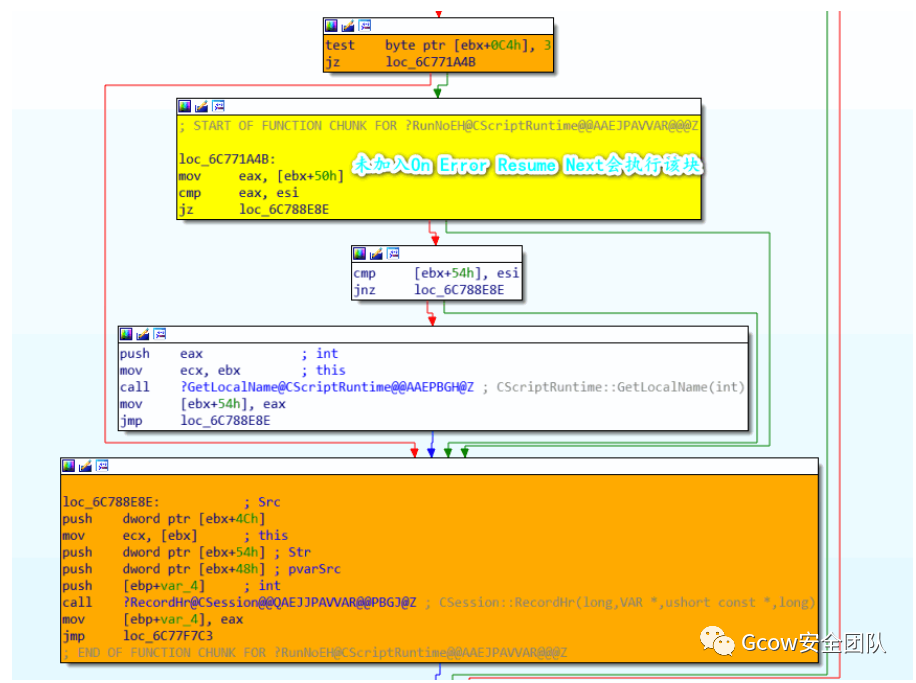 test    byte ptr [ebx+0C4h], 3
jz      loc_6C771A4B
; START OF FUNCTION CHUNK FOR ?RunNoEH@CScriptRuntime@@AAEJPAVVAR@@@Z
loc_6C771A4B:
未加入On Error Resume Next会执行该块
mov     eax, [ebx+50h]
cmp     eax, esi
jz      loc_6C788E8E
cmp     [ebx+54h], esi
jnz     loc_6C788E8E
push    eax             ; int
mov     ecx, ebx        ; this
call    ?GetLocalName@CScriptRuntime@@AAEPBGH@Z ; CScriptRuntime::GetLocalName(int)
mov     [ebx+54h], eax
jmp     loc_6C788E8E
loc_6C788E8E:           ; Src
push    dword ptr [ebx+4Ch]
mov     ecx, [ebx]      ; this
push    dword ptr [ebx+54h] ; Str
push    dword ptr [ebx+48h] ; pvarSrc
push    [ebp+var_4]     ; int
call    ?RecordHr@CSession@@QAEJJPAVVAR@@PBGJ@Z ; CSession::RecordHr(long,VAR *,ushort const *,long)
mov     [ebp+var_4], eax
jmp     loc_6C77F7C3
; END OF FUNCTION CHUNK FOR ?RunNoEH@CScriptRuntime@@AAEJPAVVAR@@@Z
Gcow安全团队